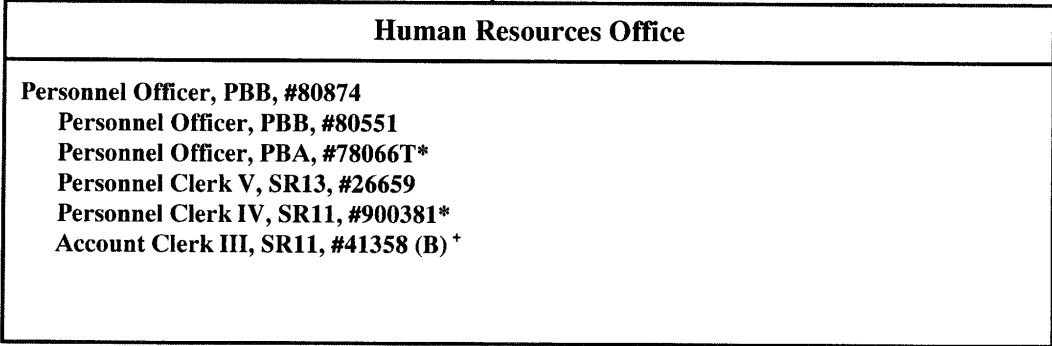 Human Resources Office
Personnel Officer, PBB, #80874
Personnel Officer, PBB, #80551
Personnel Officer, PBA, #78066T*
Personnel Clerk V, SR13, #26659
Personnel Clerk IV, SR11, #900381*
Account Clerk III, SR11, #41358 (B) +